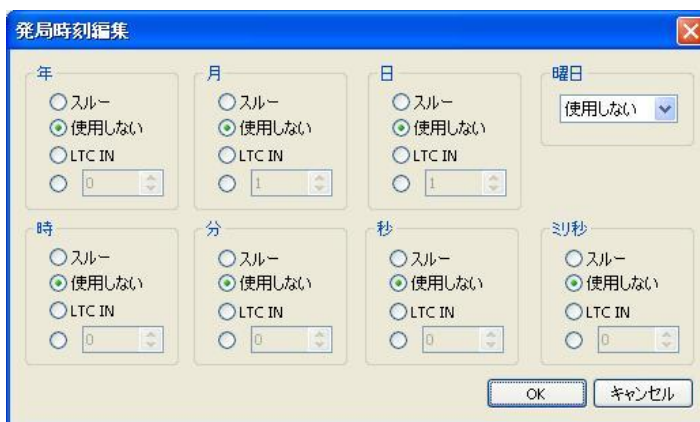 発局時刻編集
年 月 日 曜日
スルー スルー スルー 使用しない
使用しない 使用しない 使用しない
LTC IN LTC IN LTC IN
0 1 1
時 分 秒 ミリ秒
スルー スルー スルー スルー
使用しない 使用しない 使用しない 使用しない
LTC IN LTC IN LTC IN LTC IN
0 0 0 0
OK キャンセル